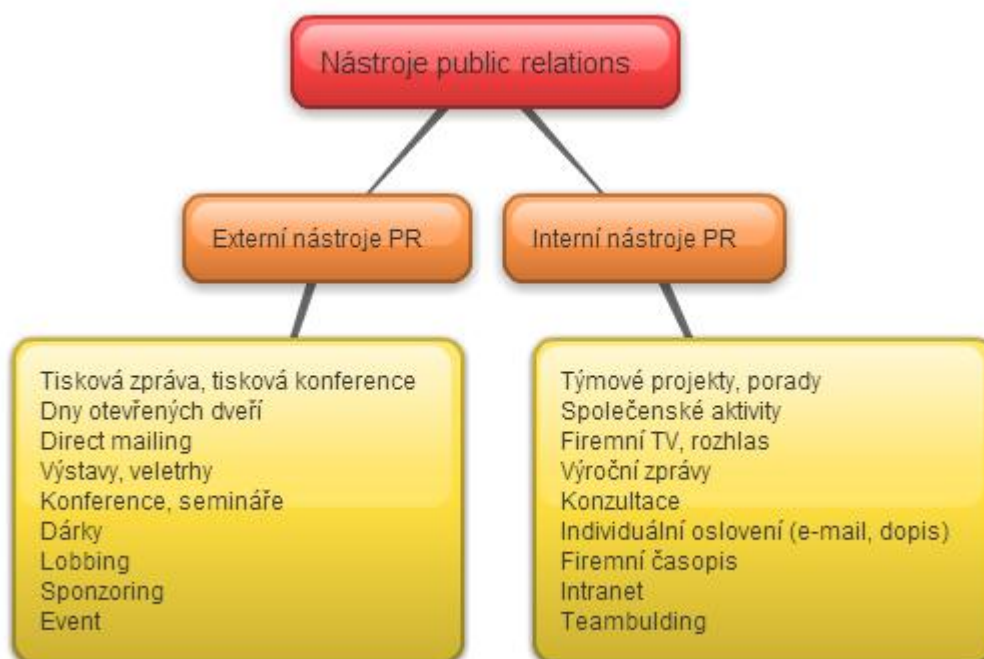 Nástroje public relations
Externí nástroje PR
Interní nástroje PR
Tisková zpráva, tisková konference
Dny otevřených dveří
Direct mailing
Výstavy, veletrhy
Konference, semináře
Dárky
Lobbing
Sponzoring
Event
Týmové projekty, porady
Společenské aktivity
Firemní TV, rozhlas
Výroční zprávy
Konzultace
Individuální oslovení (e-mail, dopis)
Firemní časopis
Intranet
Teambulding